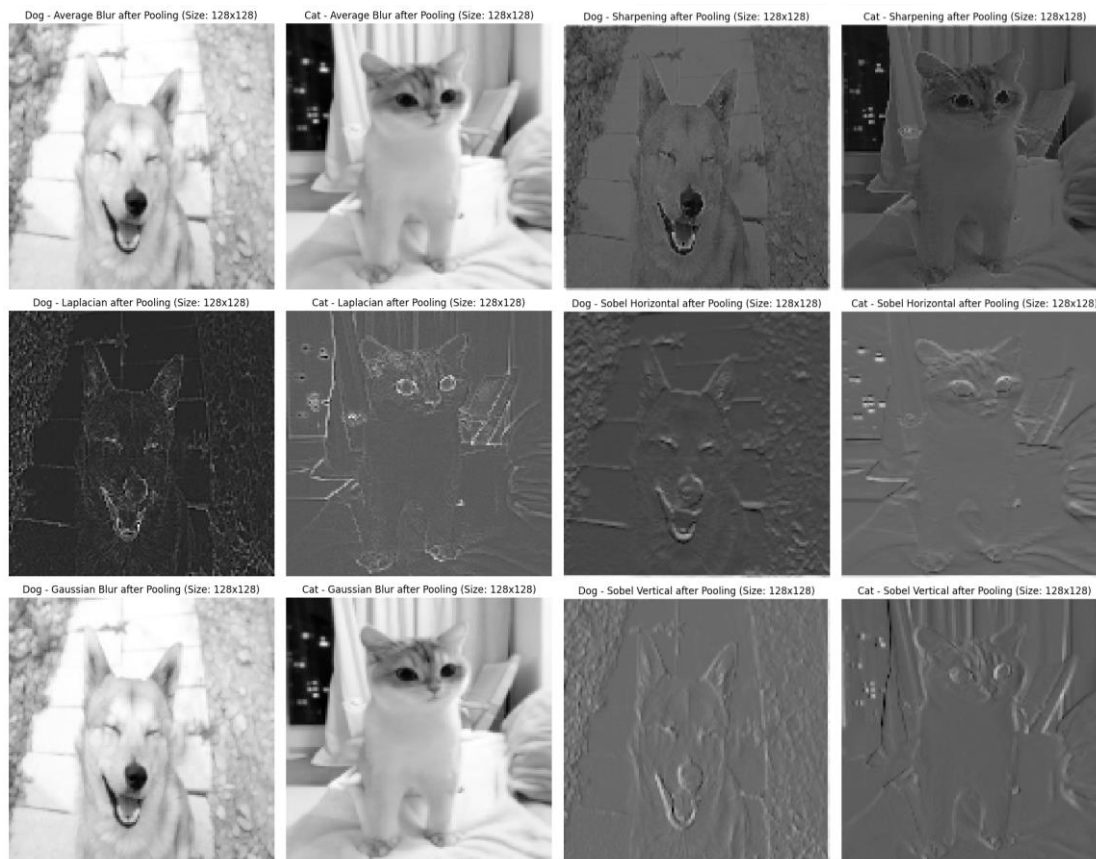 Dog - Average Blur after Pooling (Size: 128x128)
Cat - Average Blur after Pooling (Size: 128x128)
Dog - Sharpening after Pooling (Size: 128x128)
Cat - Sharpening after Pooling (Size: 128x128)
Dog - Laplacian after Pooling (Size: 128x128)
Cat - Laplacian after Pooling (Size: 128x128)
Dog - Sobel Horizontal after Pooling (Size: 128x128)
Cat - Sobel Horizontal after Pooling (Size: 128x128)
Dog - Gaussian Blur after Pooling (Size: 128x128)
Cat - Gaussian Blur after Pooling (Size: 128x128)
Dog - Sobel Vertical after Pooling (Size: 128x128)
Cat - Sobel Vertical after Pooling (Size: 128x128)